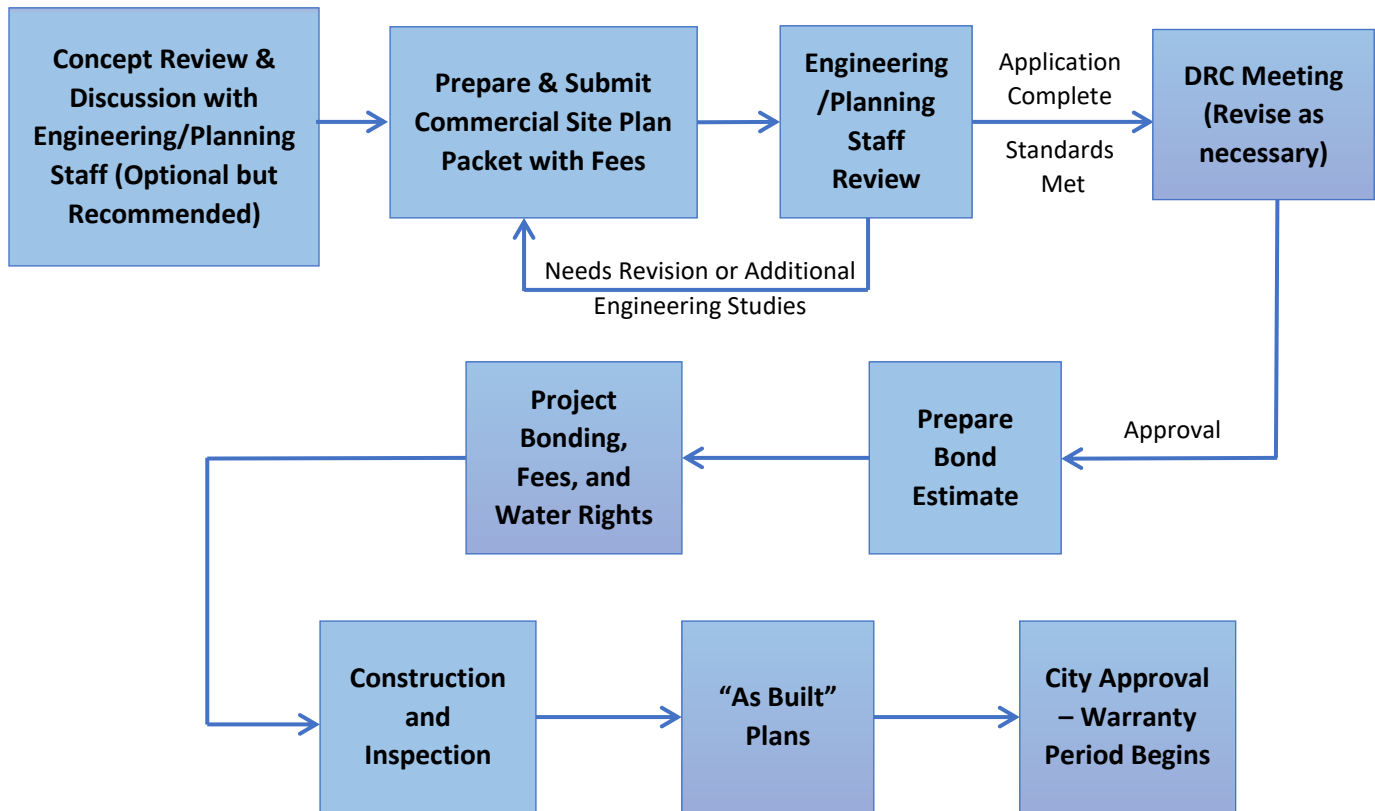 Concept Review &
Discussion with
Engineering/Planning
Staff (Optional but
Recommended)
Prepare & Submit
Commercial Site Plan
Packet with Fees
Engineering
/Planning
Staff
Review
Application
Complete
Standards
Met
DRC Meeting
(Revise as
necessary)
Needs Revision or Additional
Engineering Studies
Approval
Prepare
Bond
Estimate
Project
Bonding,
Fees, and
Water Rights
Construction
and
Inspection
“As Built”
Plans
City Approval
– Warranty
Period Begins